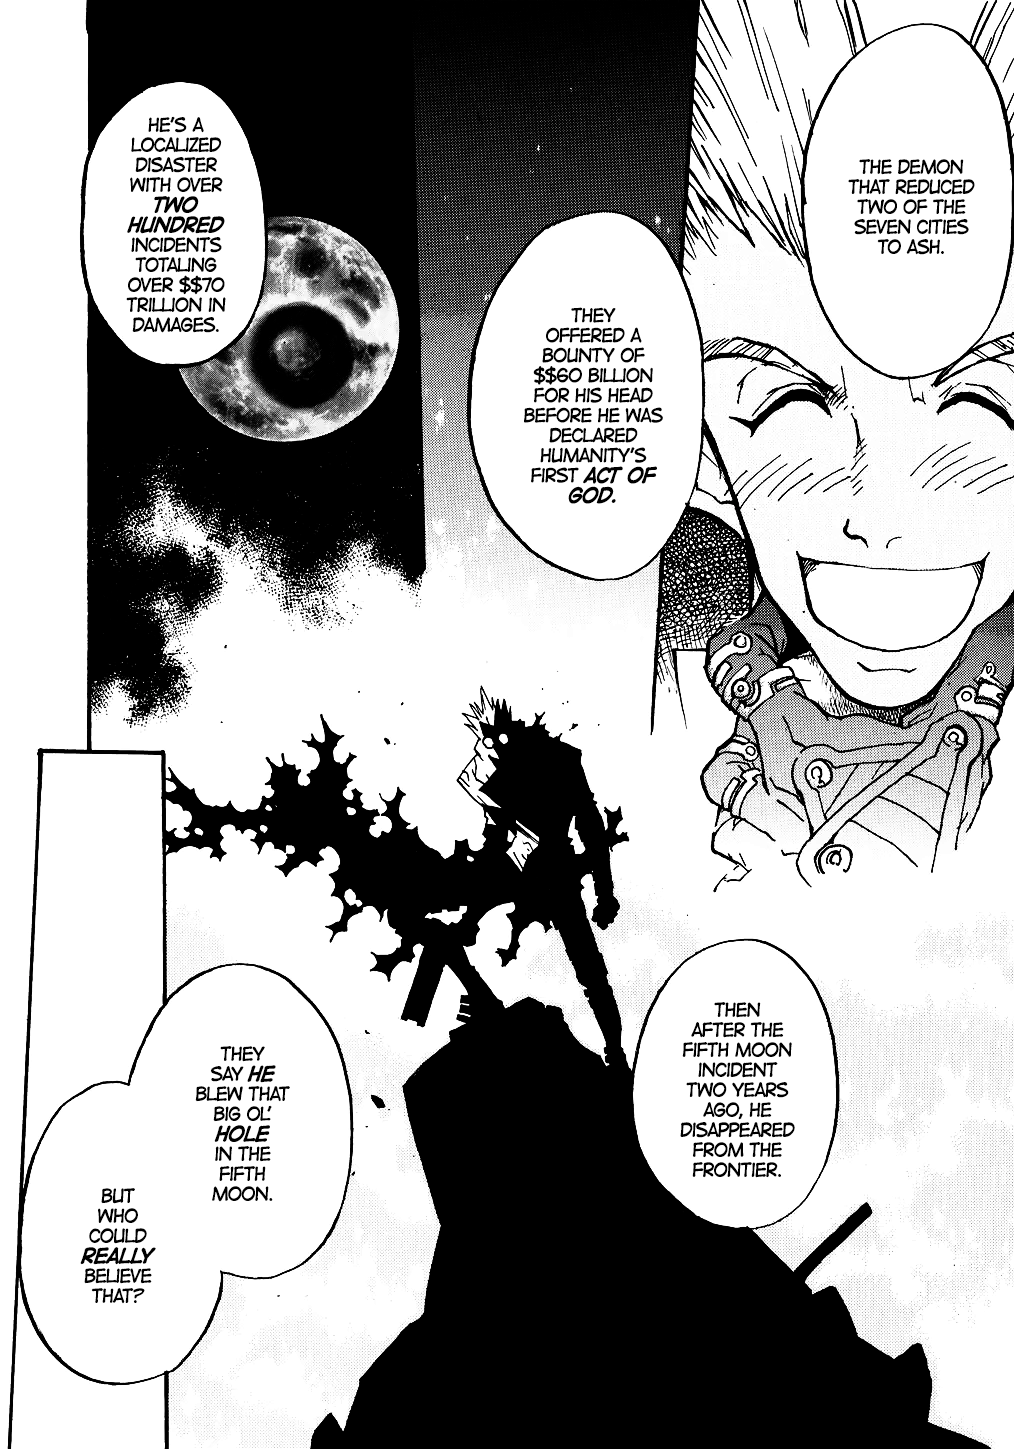 THE DEMON
THAT REDUCED
TWO OF THE
SEVEN CITIES
TO ASH.
THEY
OFFERED A
BOUNTY OF
$$60 BILLION
FOR HIS HEAD
BEFORE HE WAS
DECLARED
HUMANITY'S
FIRST ACT OF
GOD.
HE'S A
LOCALIZED
DISASTER
WITH OVER
TWO
HUNDRED
INCIDENTS
TOTALING
OVER $$70
TRILLION IN
DAMAGES.
THEN
AFTER THE
FIFTH MOON
INCIDENT
TWO YEARS
AGO, HE
DISAPPEARED
FROM THE
FRONTIER.
THEY
SAY HE
BLEW THAT
BIG OL'
HOLE
IN THE
FIFTH
MOON.
BUT
WHO
COULD
REALLY
BELIEVE
THAT?